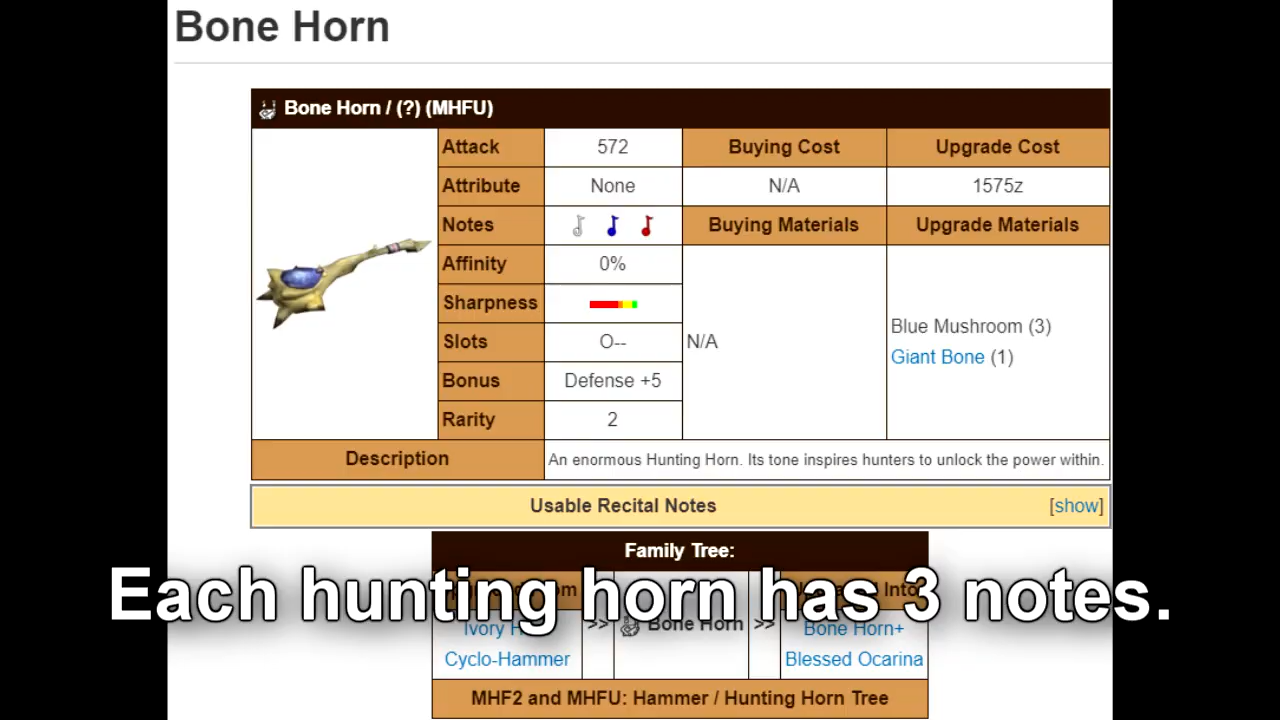 Bone Horn
Bone Horn / (?) (MHFU)
Attack 572 Buying Cost Upgrade Cost
Attribute None N/A 1575z
Notes Buying Materials Upgrade Materials
Affinity 0%
Sharpness
Slots O-- N/A
Blue Mushroom (3)
Giant Bone (1)
Bonus Defense +5
Rarity 2
Description An enormous Hunting Horn. Its tone inspires hunters to unlock the power within.
Usable Recital Notes [show]
Family Tree:
Each hunting horn has 3 notes.
Ivory >> Bone Horn >> Bone Horn+
Cyclo-Hammer Blessed Ocarina
MHF2 and MHFU: Hammer / Hunting Horn Tree